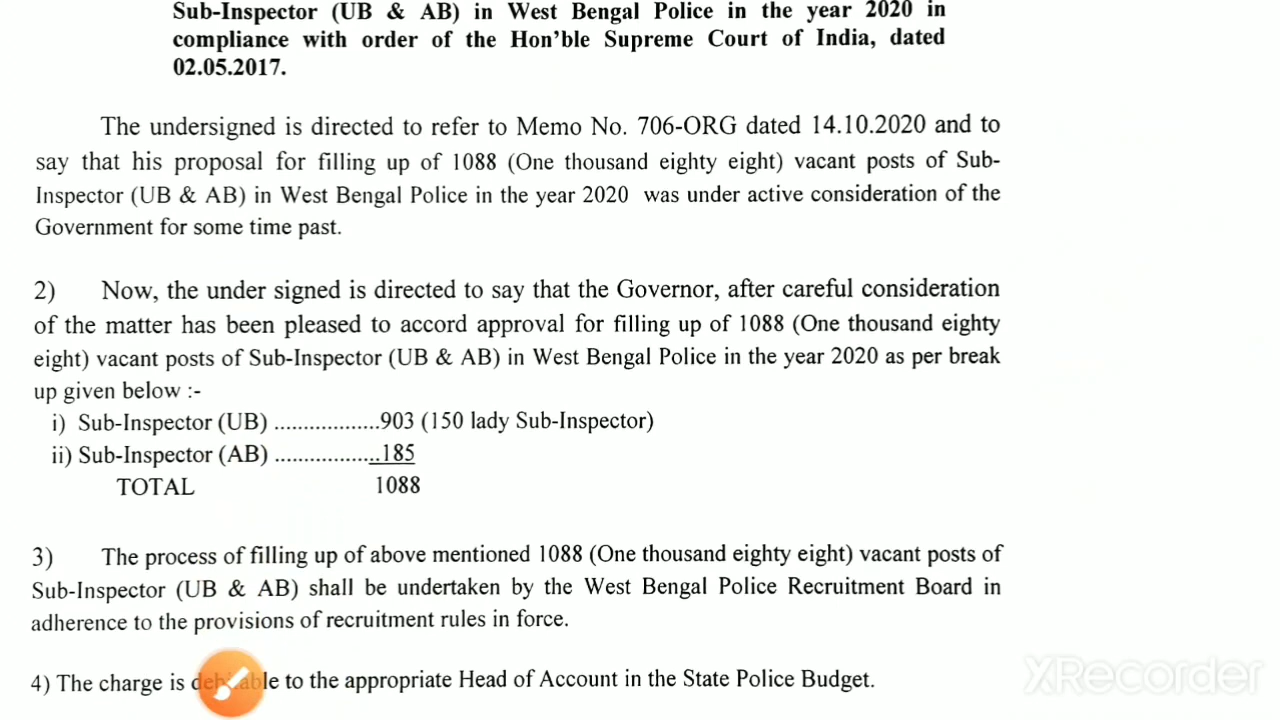 Sub-Inspector (UB & AB) in West Bengal Police in the year 2020 in
compliance with order of the Hon'ble Supreme Court of India, dated
02.05.2017.
The undersigned is directed to refer to Memo No. 706-ORG dated 14.10.2020 and to
say that his proposal for filling up of 1088 (One thousand eighty eight) vacant posts of Sub-
Inspector (UB & AB) in West Bengal Police in the year 2020 was under active consideration of the
Government for some time past.
2) Now, the under signed is directed to say that the Governor, after careful consideration
of the matter has been pleased to accord approval for filling up of 1088 (One thousand eighty
eight) vacant posts of Sub-Inspector (UB & AB) in West Bengal Police in the year 2020 as per break
up given below :-
i) Sub-Inspector (UB) ..................903 (150 lady Sub-Inspector)
ii) Sub-Inspector (AB) ..................185
TOTAL 1088
3) The process of filling up of above mentioned 1088 (One thousand eighty eight) vacant posts of
Sub-Inspector (UB & AB) shall be undertaken by the West Bengal Police Recruitment Board in
adherence to the provisions of recruitment rules in force.
4) The charge is to the appropriate Head of Account in the State Police Budget.
XRecorder